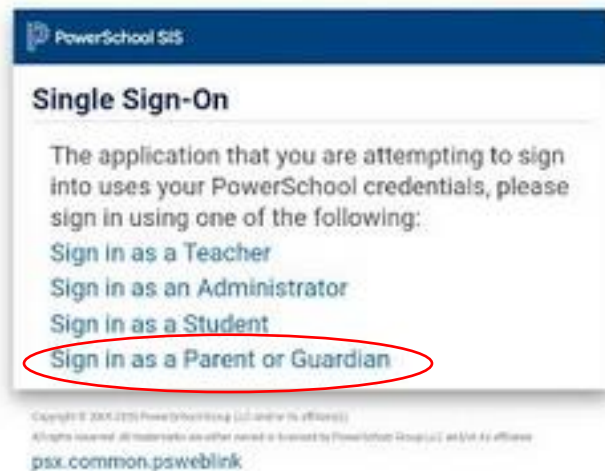 PowerSchool SIS
Single Sign-On
The application that you are attempting to sign
into uses your PowerSchool credentials, please
sign in using one of the following:
Sign in as a Teacher
Sign in as an Administrator
Sign in as a Student
Sign in as a Parent or Guardian
psx.common.psweblink